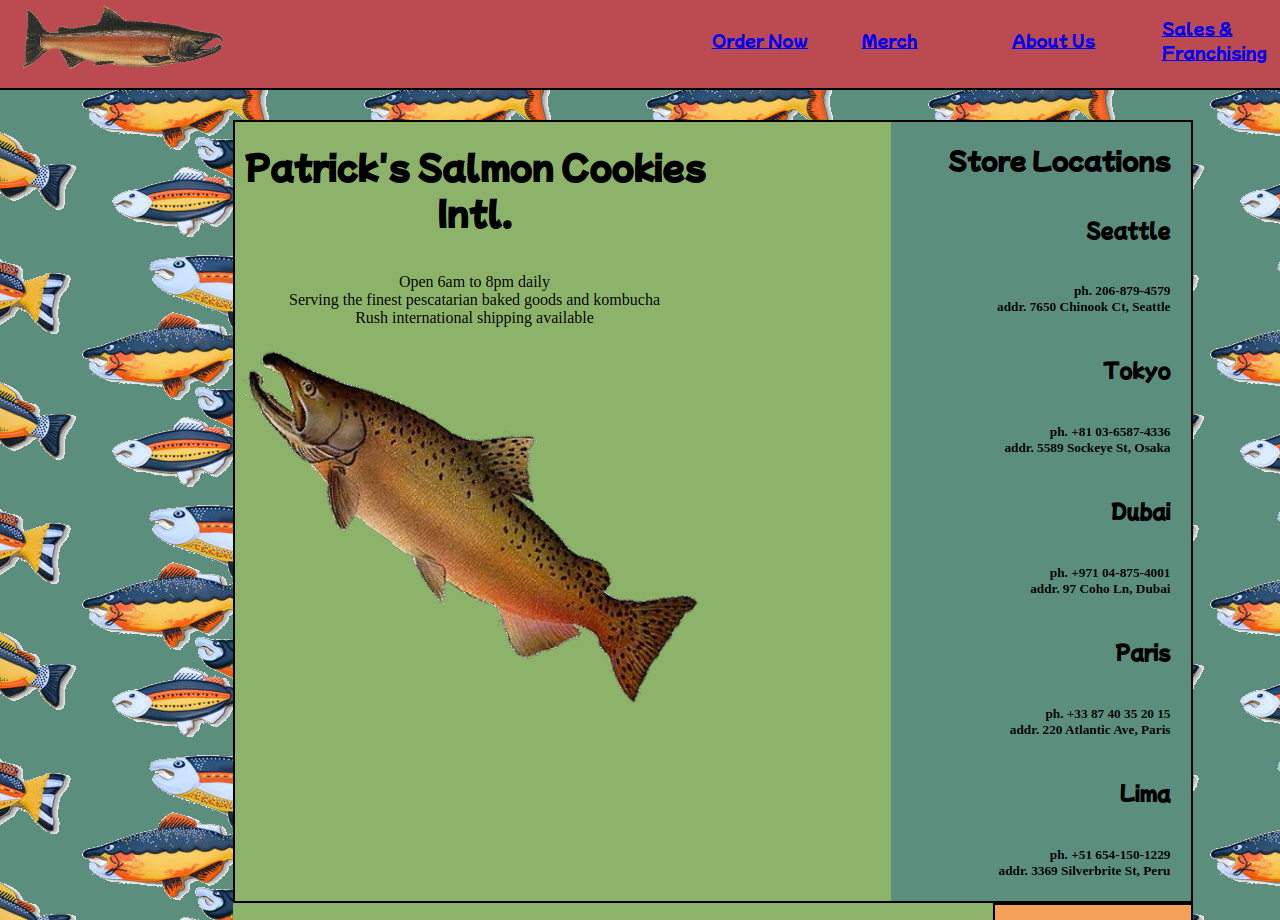 Order Now
Merch
About Us
Sales &
Franchising
Patrick's Salmon Cookies
Intl.
Open 6am to 8pm daily
Serving the finest pescatarian baked goods and kombucha
Rush international shipping available
Store Locations
Seattle
ph. 206-879-4579
addr. 7650 Chinook Ct, Seattle
Tokyo
ph. +81 03-6587-4336
addr. 5589 Sockeye St, Osaka
Dubai
ph. +971 04-875-4001
addr. 97 Coho Ln, Dubai
Paris
ph. +33 87 40 35 20 15
addr. 220 Atlantic Ave, Paris
Lima
ph. +51 654-150-1229
addr. 3369 Silverbrite St, Peru